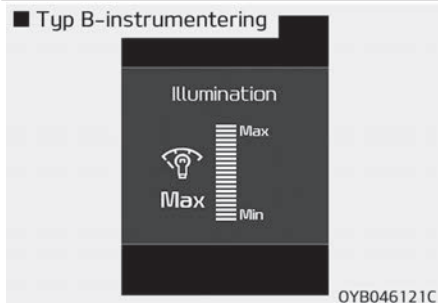 ■ Typ B-instrumentering
Illumination
Max
Max
Min
OYB046121C